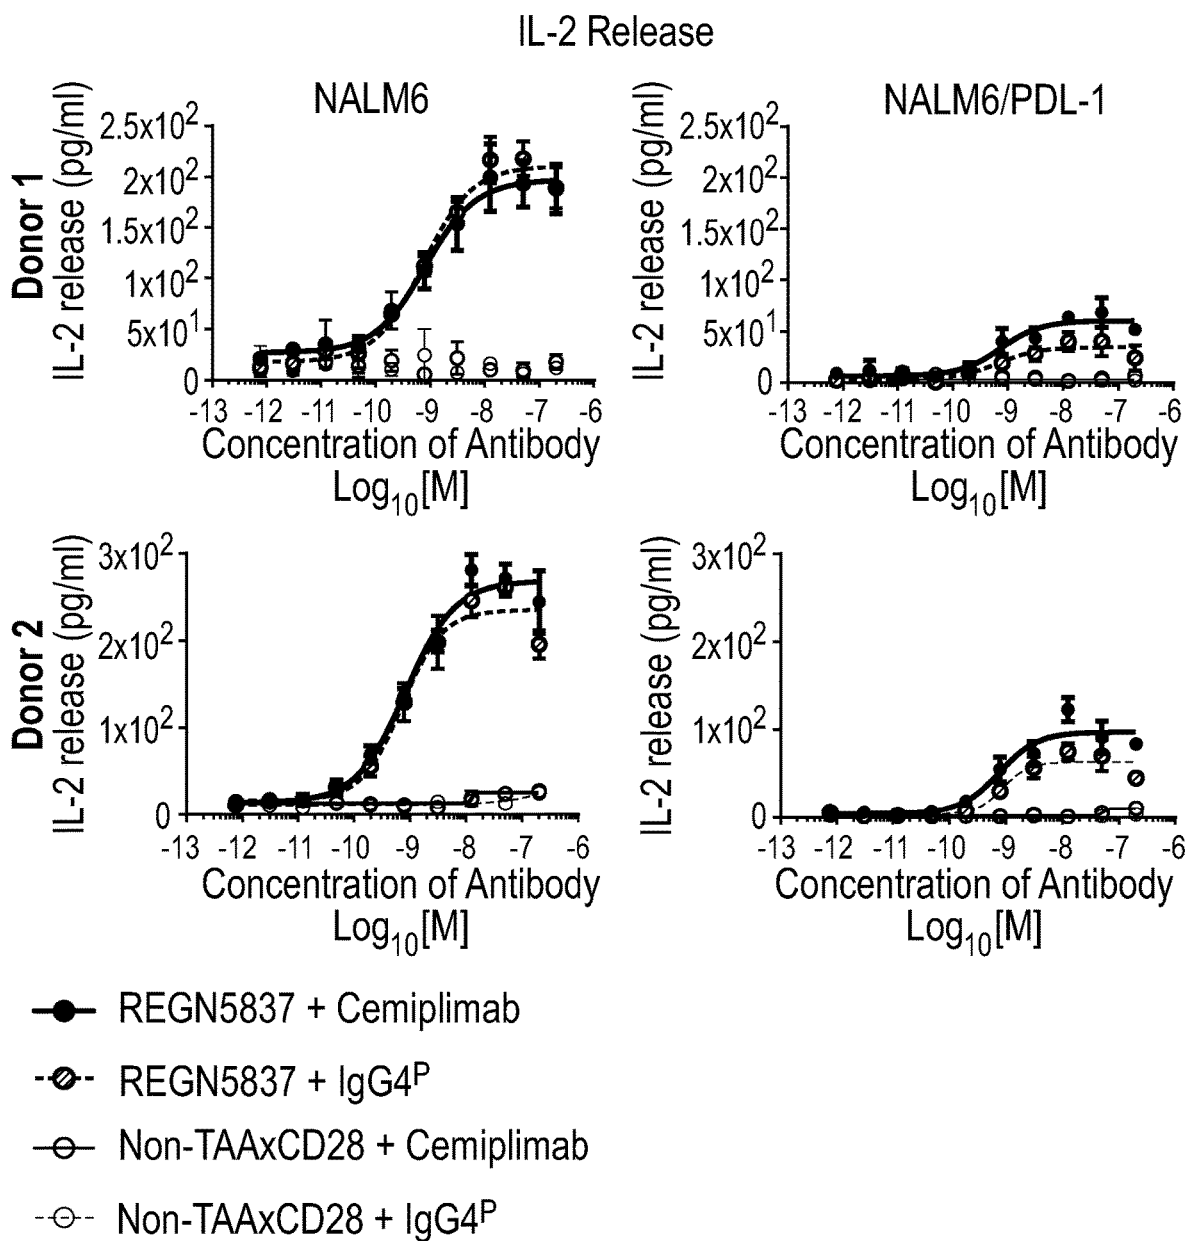 IL-2 Release
NALM6
NALM6/PDL-1
Donor 1
IL-2 release (pg/ml)
2.5x10²
2x10²
1.5x10²
1x10²
5x10¹
0
-13 -12 -11 -10 -9 -8 -7 -6
Concentration of Antibody
Log₁₀[M]
IL-2 release (pg/ml)
2.5x10²
2x10²
1.5x10²
1x10²
5x10¹
0
-13 -12 -11 -10 -9 -8 -7 -6
Concentration of Antibody
Log₁₀[M]
Donor 2
IL-2 release (pg/ml)
3x10²
2x10²
1x10²
0
-13 -12 -11 -10 -9 -8 -7 -6
Concentration of Antibody
Log₁₀[M]
IL-2 release (pg/ml)
3x10²
2x10²
1x10²
0
-13 -12 -11 -10 -9 -8 -7 -6
Concentration of Antibody
Log₁₀[M]
REGN5837 + Cemiplimab
REGN5837 + IgG4ᴾ
Non-TAAxCD28 + Cemiplimab
Non-TAAxCD28 + IgG4ᴾ